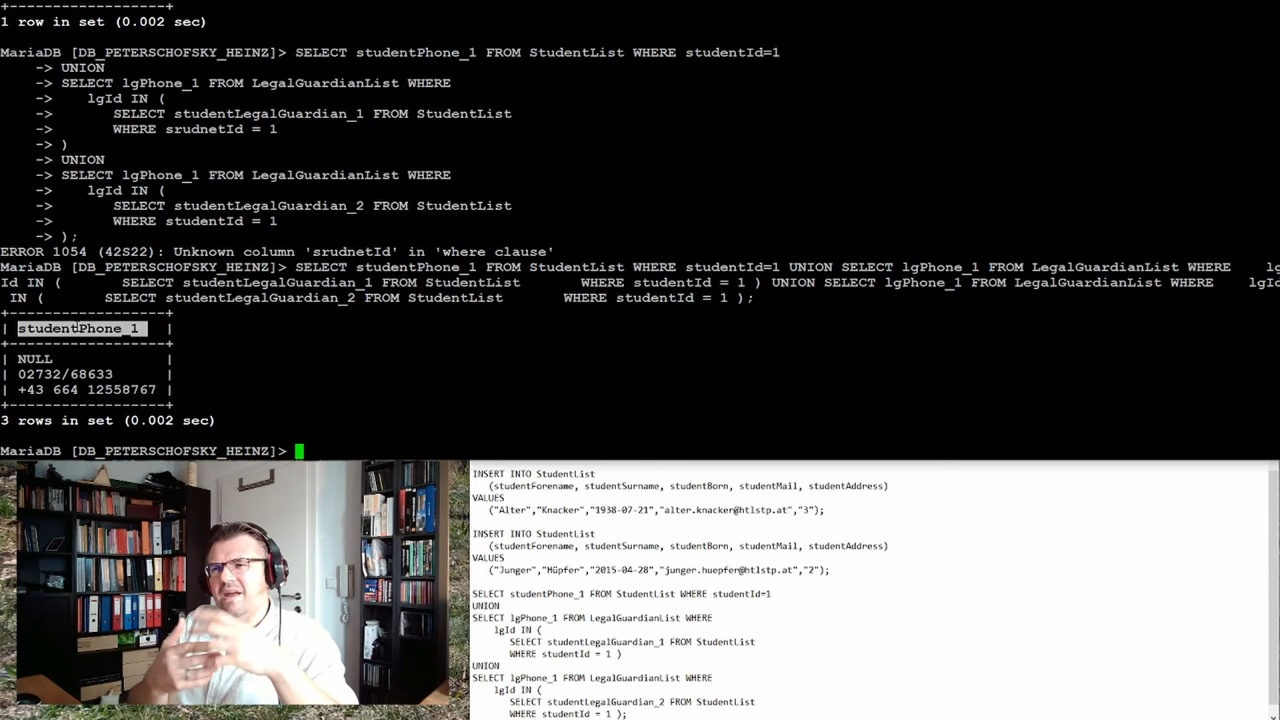 1 row in set (0.002 sec)
MariaDB [DB_PETERSCHOFSKY_HEINZ]> SELECT studentPhone_1 FROM StudentList WHERE studentId=1
-> UNION
-> SELECT lgPhone_1 FROM LegalGuardianList WHERE
-> lgId IN (
-> SELECT studentLegalGuardian_1 FROM StudentList
-> WHERE srudnetId = 1
-> )
-> UNION
-> SELECT lgPhone_1 FROM LegalGuardianList WHERE
-> lgId IN (
-> SELECT studentLegalGuardian_2 FROM StudentList
-> WHERE studentId = 1
-> );
ERROR 1054 (42S22): Unknown column 'srudnetId' in 'where clause'
MariaDB [DB_PETERSCHOFSKY_HEINZ]> SELECT studentPhone_1 FROM StudentList WHERE studentId=1 UNION SELECT lgPhone_1 FROM LegalGuardianList WHERE lg
Id IN ( SELECT studentLegalGuardian_1 FROM StudentList WHERE studentId = 1 ) UNION SELECT lgPhone_1 FROM LegalGuardianList WHERE lgId
IN ( SELECT studentLegalGuardian_2 FROM StudentList WHERE studentId = 1 );
+------------------+
| studentPhone_1 |
+------------------+
| NULL |
| 02732/68633 |
| +43 664 12558767 |
+------------------+
3 rows in set (0.002 sec)
MariaDB [DB_PETERSCHOFSKY_HEINZ]>
INSERT INTO StudentList
(studentForename, studentSurname, studentBorn, studentMail, studentAddress)
VALUES
("Alter","Knacker","1938-07-21","alter.knacker@htlstp.at","3");
INSERT INTO StudentList
(studentForename, studentSurname, studentBorn, studentMail, studentAddress)
VALUES
("Junger","Hüpfer","2015-04-28","junger.huepfer@htlstp.at","2");
SELECT studentPhone_1 FROM StudentList WHERE studentId=1
UNION
SELECT lgPhone_1 FROM LegalGuardianList WHERE
lgId IN (
SELECT studentLegalGuardian_1 FROM StudentList
WHERE studentId = 1 )
UNION
SELECT lgPhone_1 FROM LegalGuardianList WHERE
lgId IN (
SELECT studentLegalGuardian_2 FROM StudentList
WHERE studentId = 1 );